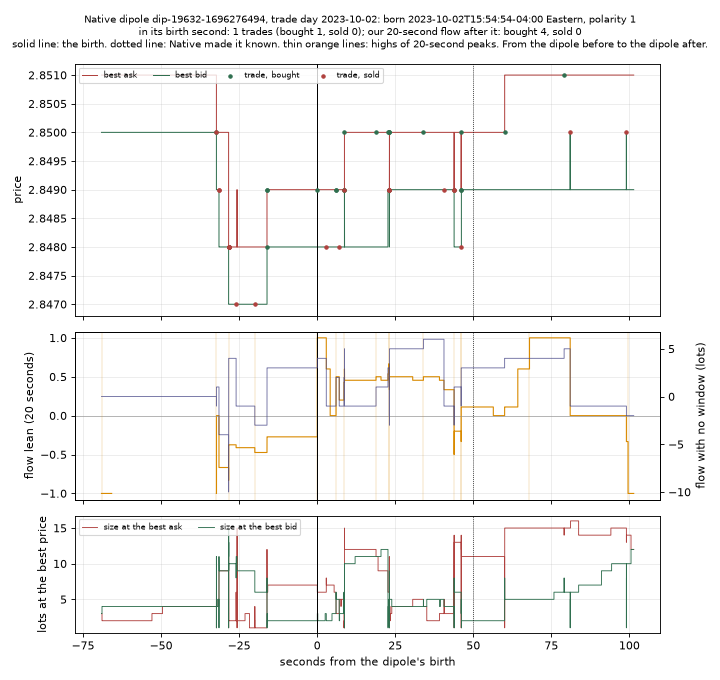 Native dipole dip-19632-1696276494, trade day 2023-10-02: born 2023-10-02T15:54:54-04:00 Eastern, polarity 1
in its birth second: 1 trades (bought 1, sold 0); our 20-second flow after it: bought 4, sold 0
solid line: the birth. dotted line: Native made it known. thin orange lines: highs of 20-second peaks. From the dipole before to the dipole after.
best ask
best bid
trade, bought
trade, sold
2.8510
2.8505
2.8500
2.8495
2.8490
2.8485
2.8480
2.8475
2.8470
price
1.0
0.5
0.0
−0.5
−1.0
flow lean (20 seconds)
5
0
−5
−10
flow with no window (lots)
size at the best ask
size at the best bid
15
10
5
lots at the best price
−75
−50
−25
0
25
50
75
100
seconds from the dipole's birth